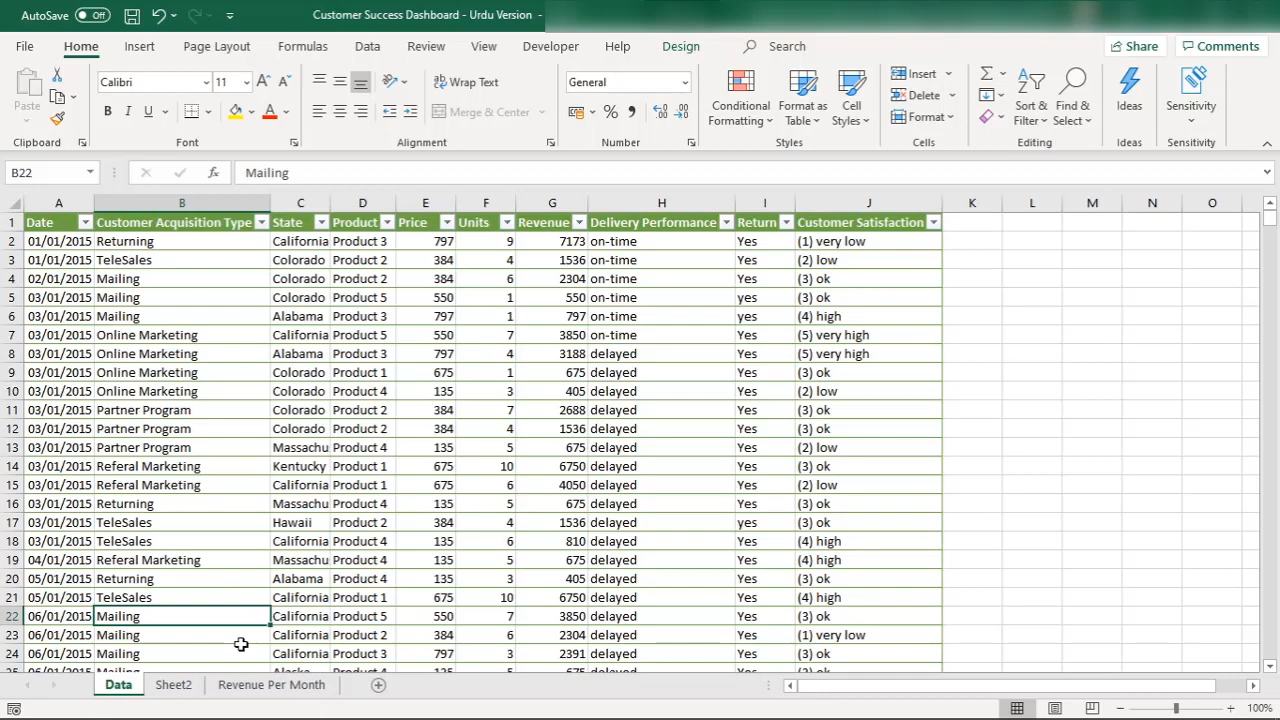 AutoSave Off Customer Success Dashboard - Urdu Version -
File Home Insert Page Layout Formulas Data Review View Developer Help Design Search Share Comments
Paste Calibri 11 A A Wrap Text General Conditional Formatting Format as Table Cell Styles Insert Sort & Filter Find & Select Ideas Sensitivity
B I U A Merge & Center % Delete
Format
Clipboard Font Alignment Number Styles Cells Editing Ideas Sensitivity
B22 fx Mailing
A B C D E F G H I J K L M N O
1 Date Customer Acquisition Type State Product Price Units Revenue Delivery Performance Return Customer Satisfaction
2 01/01/2015 Returning California Product 3 797 9 7173 on-time Yes (1) very low
3 01/01/2015 TeleSales Colorado Product 2 384 4 1536 on-time Yes (2) low
4 02/01/2015 Mailing Colorado Product 2 384 6 2304 on-time Yes (3) ok
5 03/01/2015 Mailing Colorado Product 5 550 1 550 on-time yes (3) ok
6 03/01/2015 Mailing Alabama Product 3 797 1 797 on-time yes (4) high
7 03/01/2015 Online Marketing California Product 5 550 7 3850 on-time Yes (5) very high
8 03/01/2015 Online Marketing Alabama Product 3 797 4 3188 delayed Yes (5) very high
9 03/01/2015 Online Marketing Colorado Product 1 675 1 675 delayed Yes (3) ok
10 03/01/2015 Online Marketing Colorado Product 4 135 3 405 delayed Yes (2) low
11 03/01/2015 Partner Program Colorado Product 2 384 7 2688 delayed Yes (3) ok
12 03/01/2015 Partner Program Colorado Product 2 384 4 1536 delayed Yes (3) ok
13 03/01/2015 Partner Program Massachu Product 4 135 5 675 delayed Yes (2) low
14 03/01/2015 Referal Marketing Kentucky Product 1 675 10 6750 delayed Yes (3) ok
15 03/01/2015 Referal Marketing California Product 1 675 6 4050 delayed Yes (2) low
16 03/01/2015 Returning Massachu Product 4 135 5 675 delayed Yes (3) ok
17 03/01/2015 TeleSales Hawaii Product 2 384 4 1536 delayed yes (3) ok
18 03/01/2015 TeleSales California Product 4 135 6 810 delayed Yes (4) high
19 04/01/2015 Referal Marketing Massachu Product 4 135 5 675 delayed Yes (4) high
20 05/01/2015 Returning Alabama Product 4 135 3 405 delayed Yes (3) ok
21 05/01/2015 TeleSales California Product 1 675 10 6750 delayed Yes (4) high
22 06/01/2015 Mailing California Product 5 550 7 3850 delayed Yes (3) ok
23 06/01/2015 Mailing California Product 2 384 6 2304 delayed Yes (1) very low
24 06/01/2015 Mailing California Product 3 797 3 2391 delayed Yes (3) ok
Data Sheet2 Revenue Per Month
100%